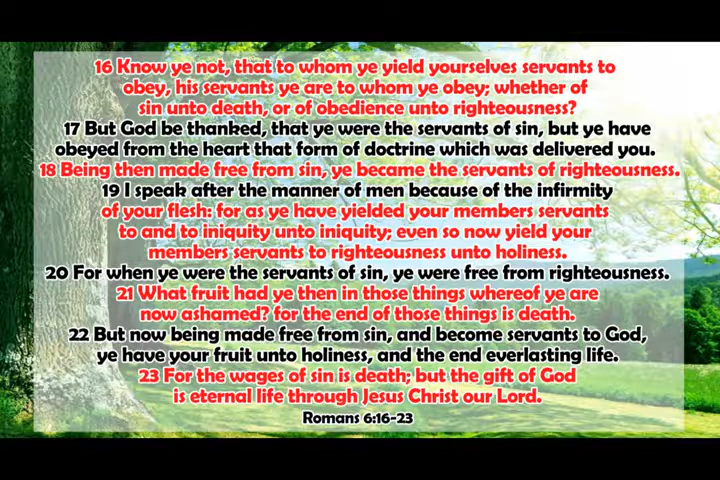 16 Know ye not, that to whom ye yield yourselves servants to
obey, his servants ye are to whom ye obey; whether of
sin unto death, or of obedience unto righteousness?
17 But God be thanked, that ye were the servants of sin, but ye have
obeyed from the heart that form of doctrine which was delivered you.
18 Being then made free from sin, ye became the servants of righteousness.
19 I speak after the manner of men because of the infirmity
of your flesh: for as ye have yielded your members servants
to and to iniquity unto iniquity; even so now yield your
members servants to righteousness unto holiness.
20 For when ye were the servants of sin, ye were free from righteousness.
21 What fruit had ye then in those things whereof ye are
now ashamed? for the end of those things is death.
22 But now being made free from sin, and become servants to God,
ye have your fruit unto holiness, and the end everlasting life.
23 For the wages of sin is death; but the gift of God
is eternal life through Jesus Christ our Lord.
Romans 6:16-23